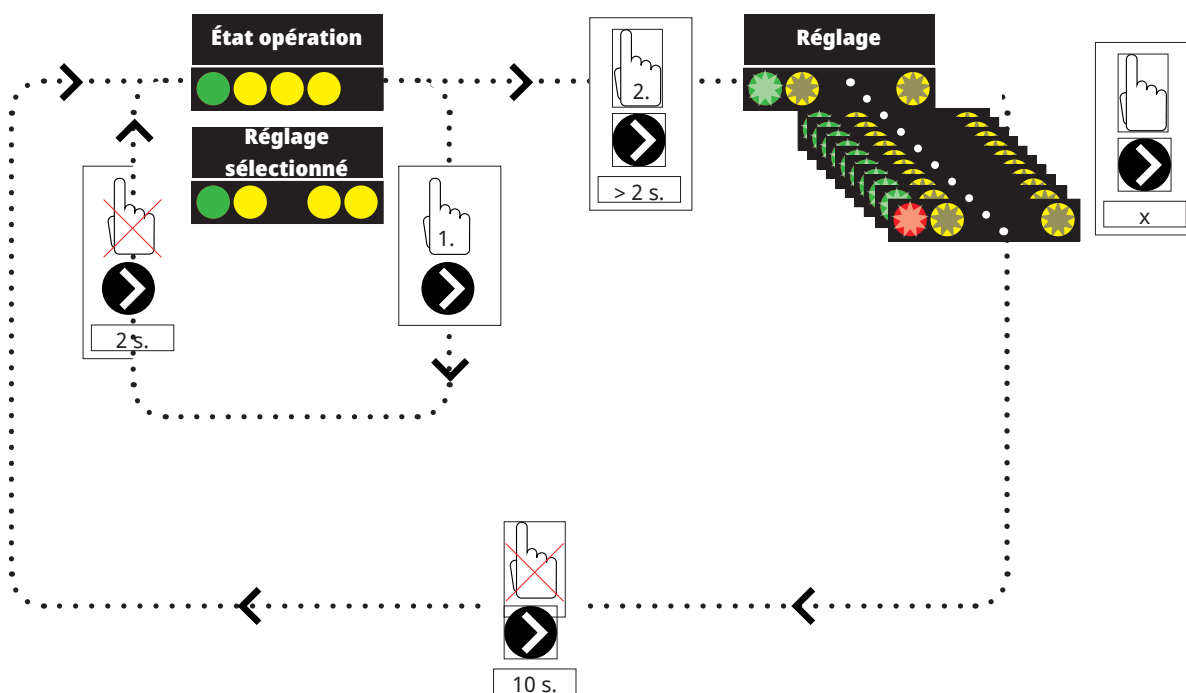 État opération
Réglage
sélectionné
2 s.
1.
2.
> 2 s.
Réglage
x
10 s.